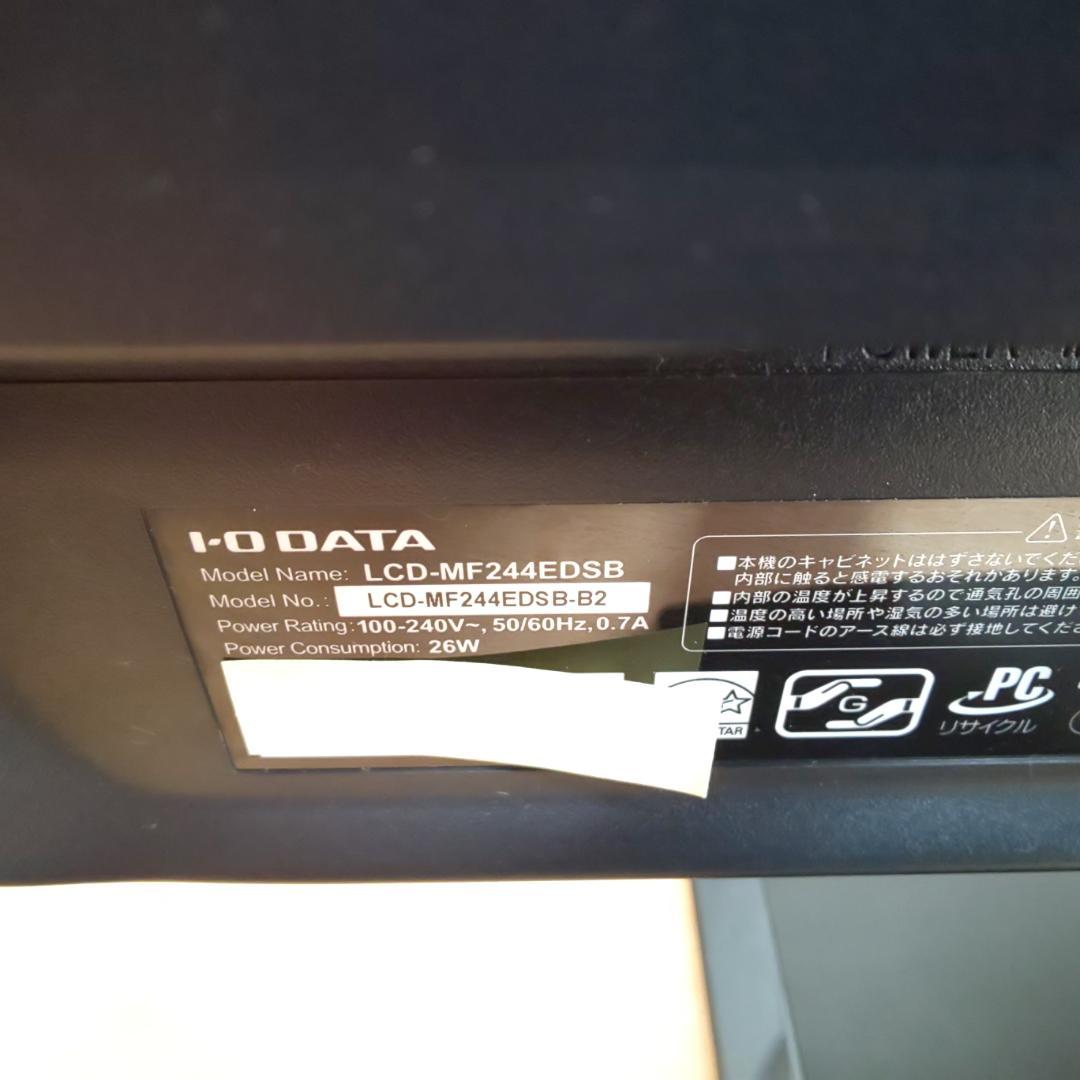 POWER
I-O DATA
Model Name: LCD-MF244EDSB
Model No.: LCD-MF244EDSB-B2
Power Rating:100-240V~, 50/60Hz, 0.7A
Power Consumption: 26W
■本機のキャビネットははずさないでくだ
内部に触ると感電するおそれがあります。
■内部の温度が上昇するので通気孔の周囲
■温度の高い場所や湿気の多い場所は避け
■電源コードのアース線は必ず接地してくださ
TAR
G
PC
リサイクル